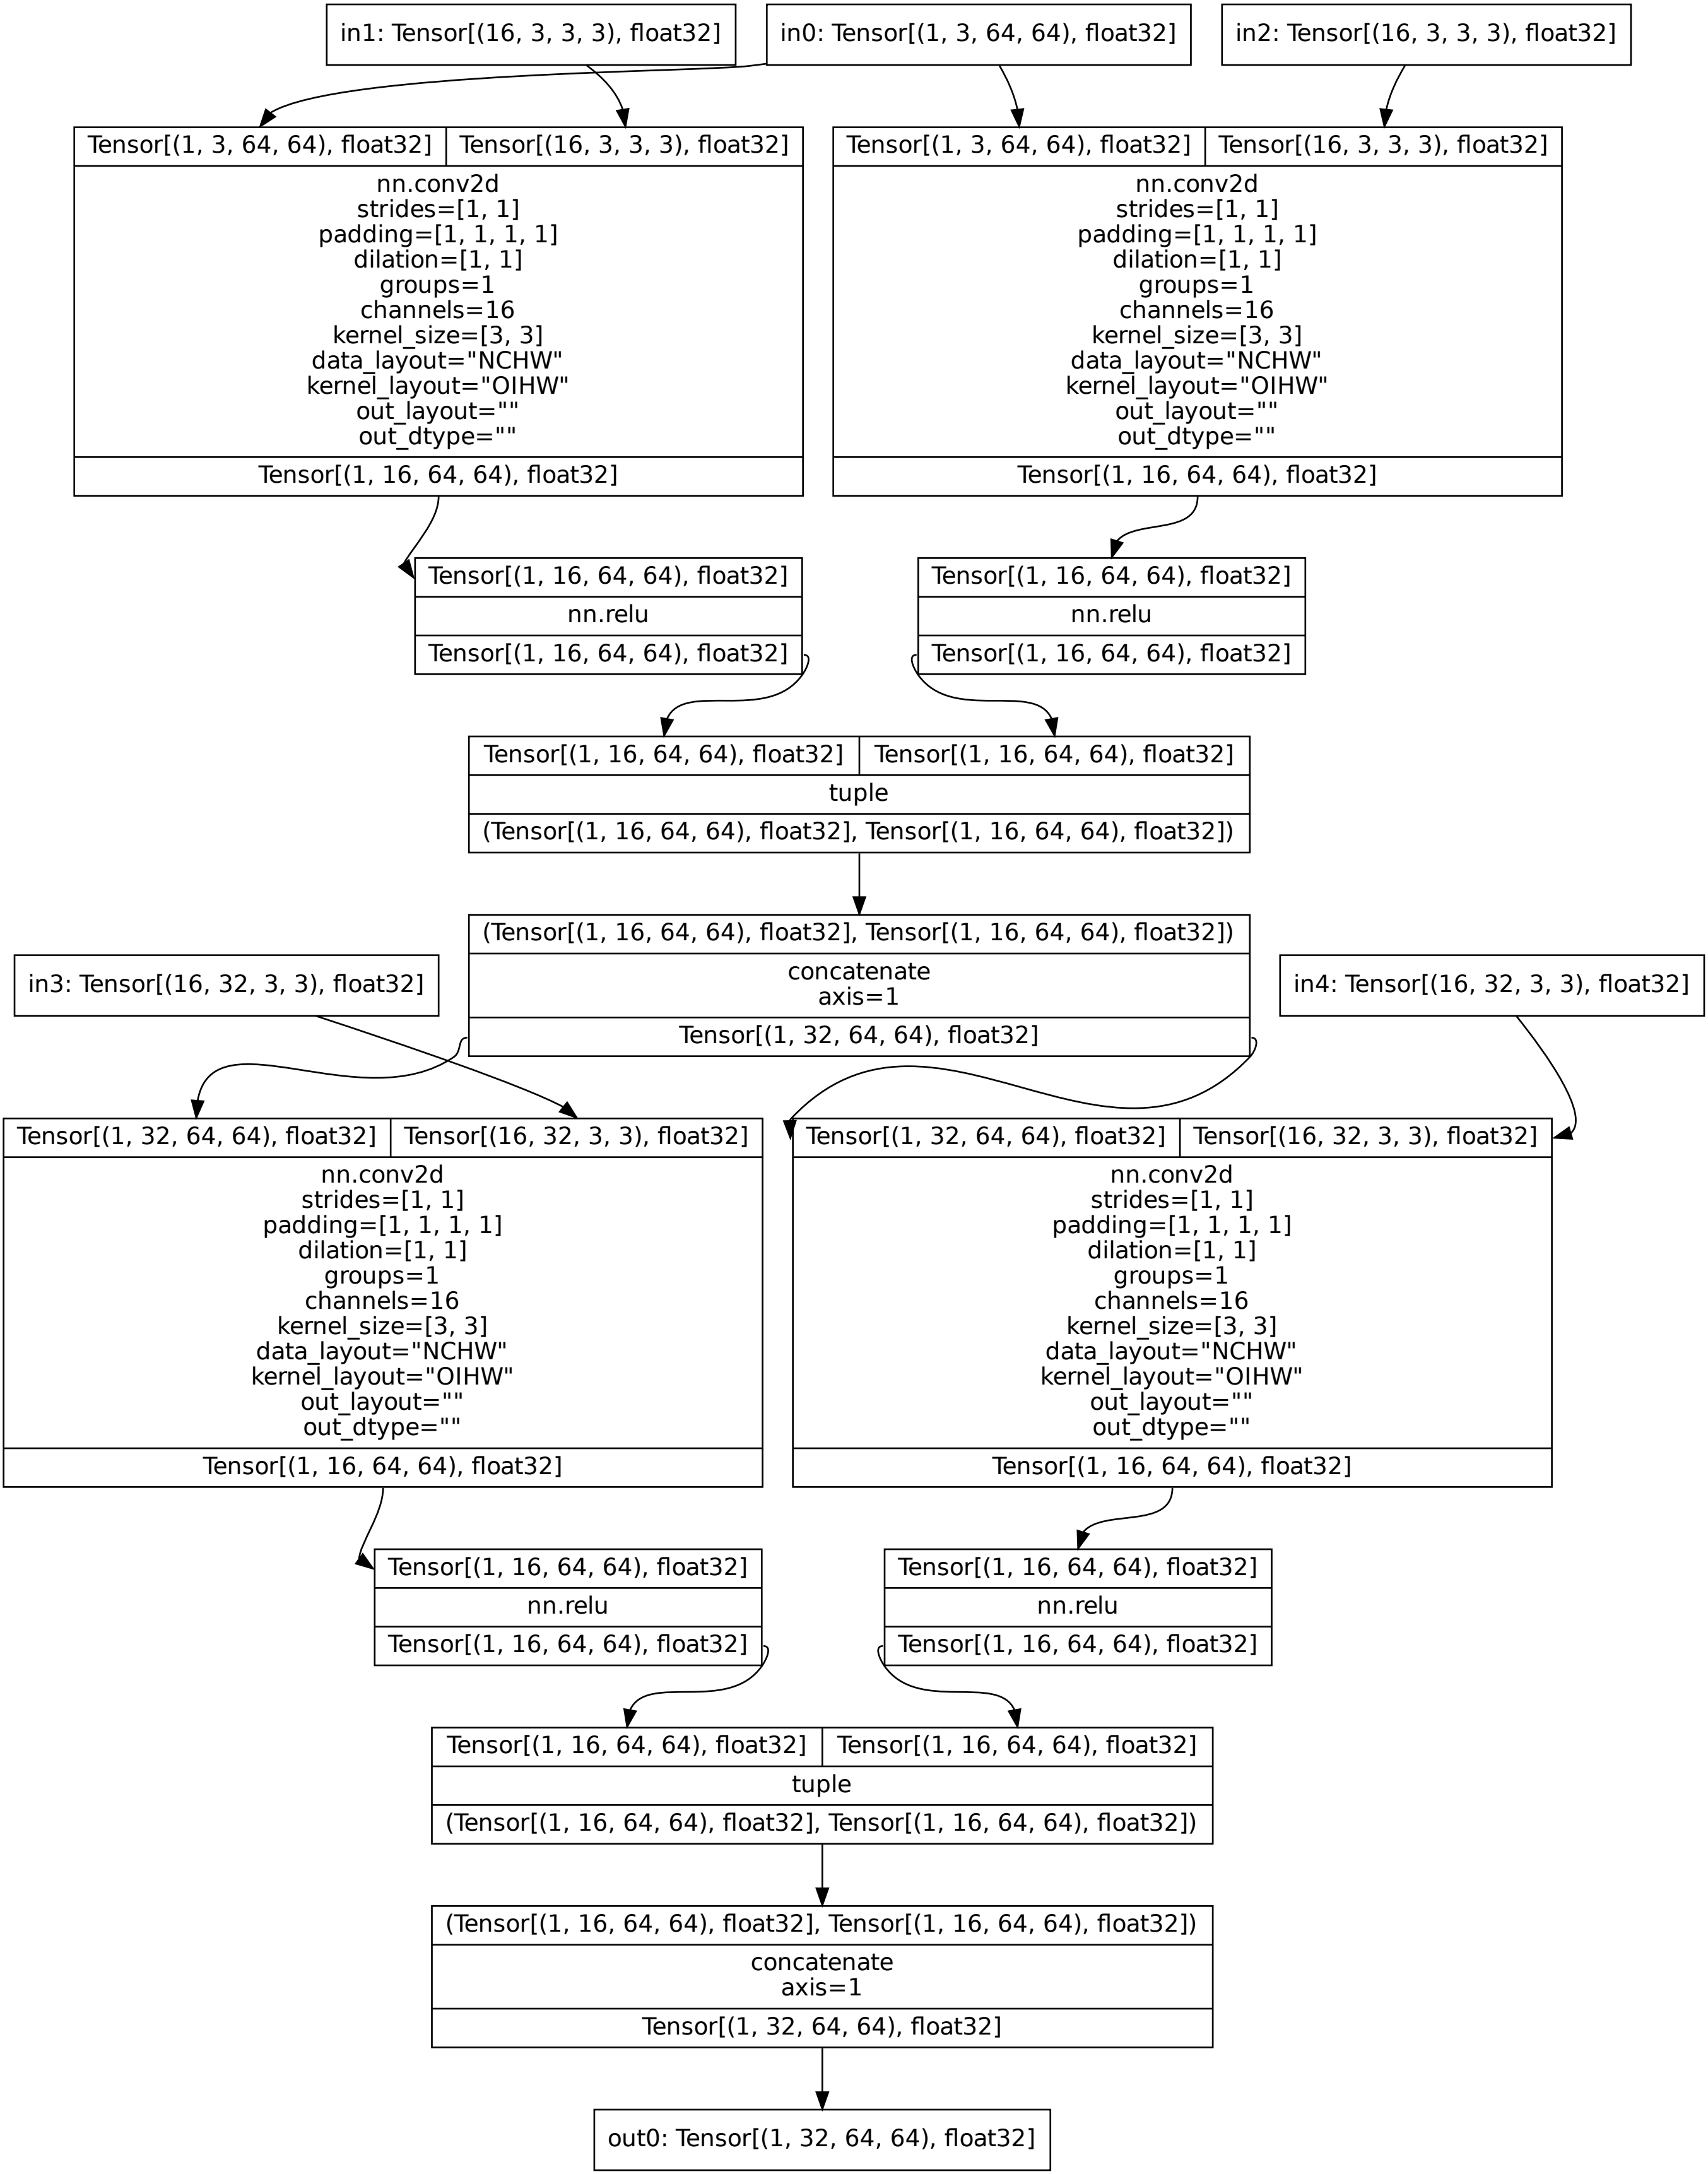 in1: Tensor[(16, 3, 3, 3), float32]
in0: Tensor[(1, 3, 64, 64), float32]
in2: Tensor[(16, 3, 3, 3), float32]
Tensor[(1, 3, 64, 64), float32]
Tensor[(16, 3, 3, 3), float32]
nn.conv2d
strides=[1, 1]
padding=[1, 1, 1, 1]
dilation=[1, 1]
groups=1
channels=16
kernel_size=[3, 3]
data_layout="NCHW"
kernel_layout="OIHW"
out_layout=""
out_dtype=""
Tensor[(1, 16, 64, 64), float32]
Tensor[(1, 3, 64, 64), float32]
Tensor[(16, 3, 3, 3), float32]
nn.conv2d
strides=[1, 1]
padding=[1, 1, 1, 1]
dilation=[1, 1]
groups=1
channels=16
kernel_size=[3, 3]
data_layout="NCHW"
kernel_layout="OIHW"
out_layout=""
out_dtype=""
Tensor[(1, 16, 64, 64), float32]
Tensor[(1, 16, 64, 64), float32]
nn.relu
Tensor[(1, 16, 64, 64), float32]
Tensor[(1, 16, 64, 64), float32]
nn.relu
Tensor[(1, 16, 64, 64), float32]
Tensor[(1, 16, 64, 64), float32]
Tensor[(1, 16, 64, 64), float32]
tuple
(Tensor[(1, 16, 64, 64), float32], Tensor[(1, 16, 64, 64), float32])
(Tensor[(1, 16, 64, 64), float32], Tensor[(1, 16, 64, 64), float32])
concatenate
axis=1
Tensor[(1, 32, 64, 64), float32]
in3: Tensor[(16, 32, 3, 3), float32]
in4: Tensor[(16, 32, 3, 3), float32]
Tensor[(1, 32, 64, 64), float32]
Tensor[(16, 32, 3, 3), float32]
nn.conv2d
strides=[1, 1]
padding=[1, 1, 1, 1]
dilation=[1, 1]
groups=1
channels=16
kernel_size=[3, 3]
data_layout="NCHW"
kernel_layout="OIHW"
out_layout=""
out_dtype=""
Tensor[(1, 16, 64, 64), float32]
Tensor[(1, 32, 64, 64), float32]
Tensor[(16, 32, 3, 3), float32]
nn.conv2d
strides=[1, 1]
padding=[1, 1, 1, 1]
dilation=[1, 1]
groups=1
channels=16
kernel_size=[3, 3]
data_layout="NCHW"
kernel_layout="OIHW"
out_layout=""
out_dtype=""
Tensor[(1, 16, 64, 64), float32]
Tensor[(1, 16, 64, 64), float32]
nn.relu
Tensor[(1, 16, 64, 64), float32]
Tensor[(1, 16, 64, 64), float32]
nn.relu
Tensor[(1, 16, 64, 64), float32]
Tensor[(1, 16, 64, 64), float32]
Tensor[(1, 16, 64, 64), float32]
tuple
(Tensor[(1, 16, 64, 64), float32], Tensor[(1, 16, 64, 64), float32])
(Tensor[(1, 16, 64, 64), float32], Tensor[(1, 16, 64, 64), float32])
concatenate
axis=1
Tensor[(1, 32, 64, 64), float32]
out0: Tensor[(1, 32, 64, 64), float32]